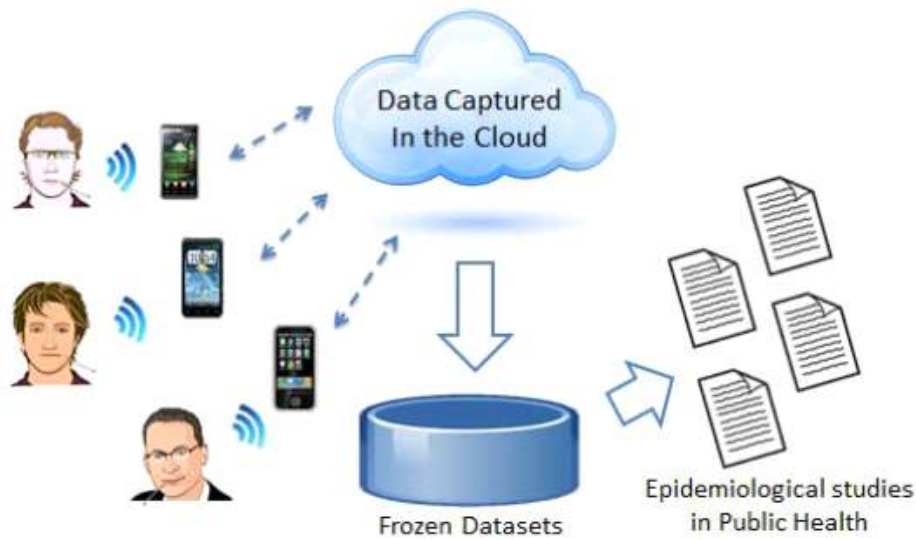 Data Captured
In the Cloud
Frozen Datasets
Epidemiological studies
in Public Health